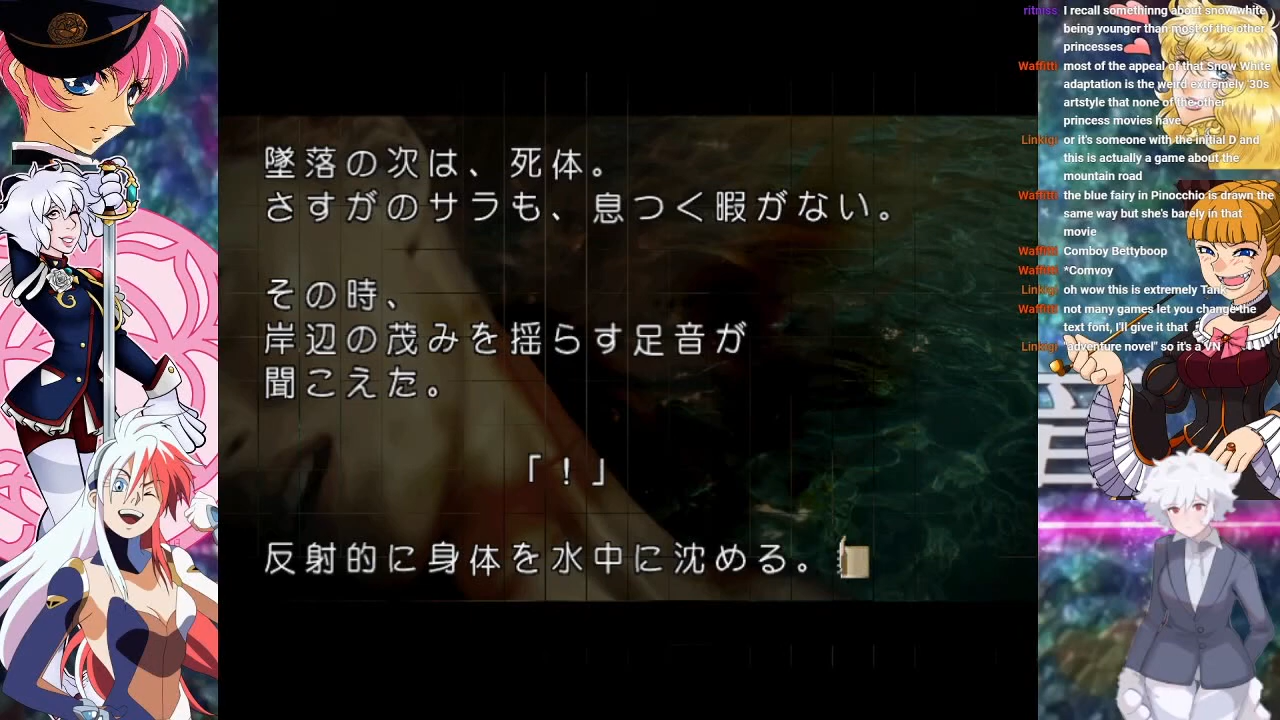 墜落の次は、死体。
さすがのサラも、息つく暇がない。
その時、
岸辺の茂みを揺らす足音が
聞こえた。
「！」
反射的に身体を水中に沈める。
ritniss I recall somethinng about snow white
being younger than most of the other
princesses
Waffitti most of the appeal of that Snow White
adaptation is the weird extremely '30s
artstyle that none of the other
princess movies have
Linkigi or it's someone with the initial D and
this is actually a game about the
mountain road
Waffitti the blue fairy in Pinocchio is drawn the
same way but she's barely in that
movie
Waffitti Comboy Bettyboop
Waffitti *Comvoy
Linkigi oh wow this is extremely Tank
Waffitti not many games let you change the
text font, I'll give it that
Linkigi "adventure novel" so it's a VN
音